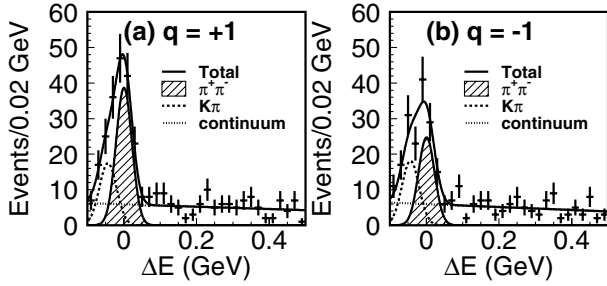 (a) q = +1
Events/0.02 GeV
60
50
40
30
20
10
0
Total
π⁺π⁻
Kπ
continuum
0
0.2
0.4
ΔE (GeV)
(b) q = -1
Events/0.02 GeV
60
50
40
30
20
10
0
Total
π⁺π⁻
Kπ
continuum
0
0.2
0.4
ΔE (GeV)